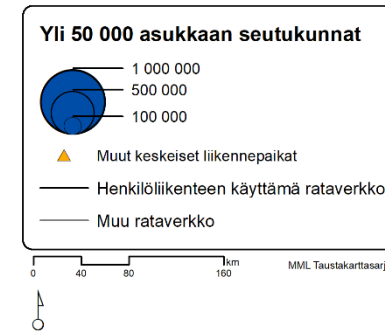 Yli 50 000 asukkaan seutukunnat
1 000 000
500 000
100 000
Muut keskeiset liikennepaikat
Henkilöliikenteen käyttämä rataverkko
Muu rataverkko
km
0 40 80 160
MML Taustakarttasarj